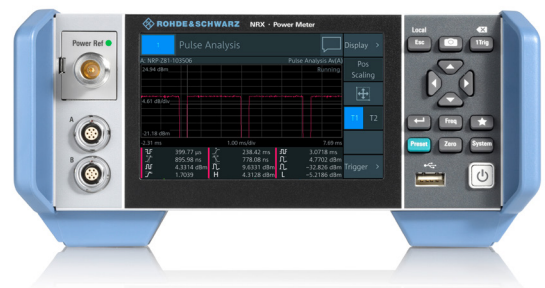 ROHDE&SCHWARZ NRX · Power Meter
Power Ref
A
B
1 Pulse Analysis Display >
A: NRP-Z81-103506 Pulse Analysis Av(A)
24.94 dBm Running
4.61 dB/div
-21.18 dBm
-2.31 ms 1.00 ms/div 7.69 ms
Pos
Scaling
T1 T2
Trigger >
399.77 µs 238.42 ms 3.0718 ms
895.98 ns 778.08 ns 4.7702 dBm
4.3314 dBm 9.6331 dBm -32.826 dBm
1.7039 H 4.3128 dBm L -5.2186 dBm
Local
Esc 1Trig
Freq
Preset Zero System